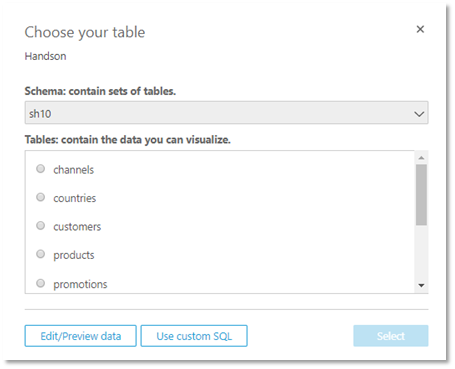 Choose your table
Handson
Schema: contain sets of tables.
sh10
Tables: contain the data you can visualize.
channels
countries
customers
products
promotions
Edit/Preview data Use custom SQL Select